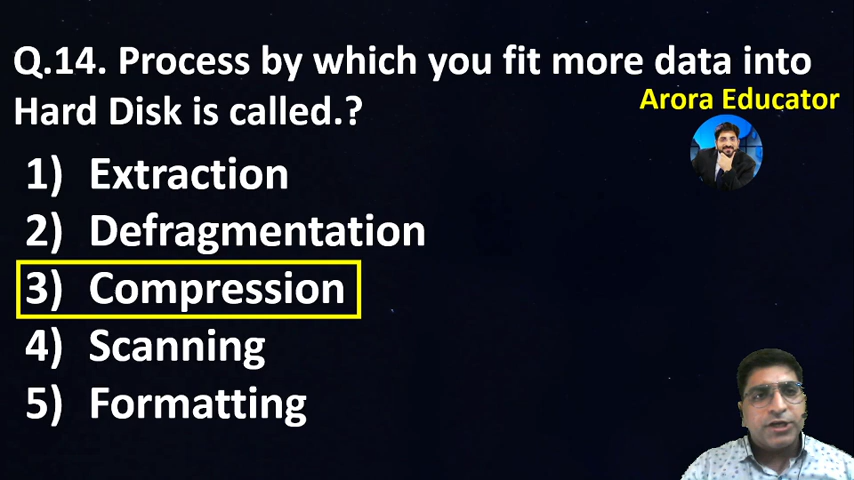 Q.14. Process by which you fit more data into
Hard Disk is called.?
Arora Educator
1) Extraction
2) Defragmentation
3) Compression
4) Scanning
5) Formatting